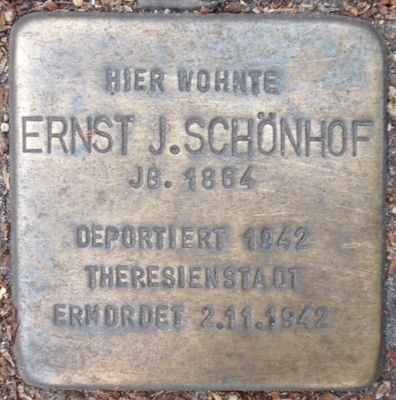 HIER WOHNTE
ERNST J. SCHÖNHOF
JG. 1864
DEPORTIERT 1942
THERESIENSTADT
ERMORDET 2.11.1942